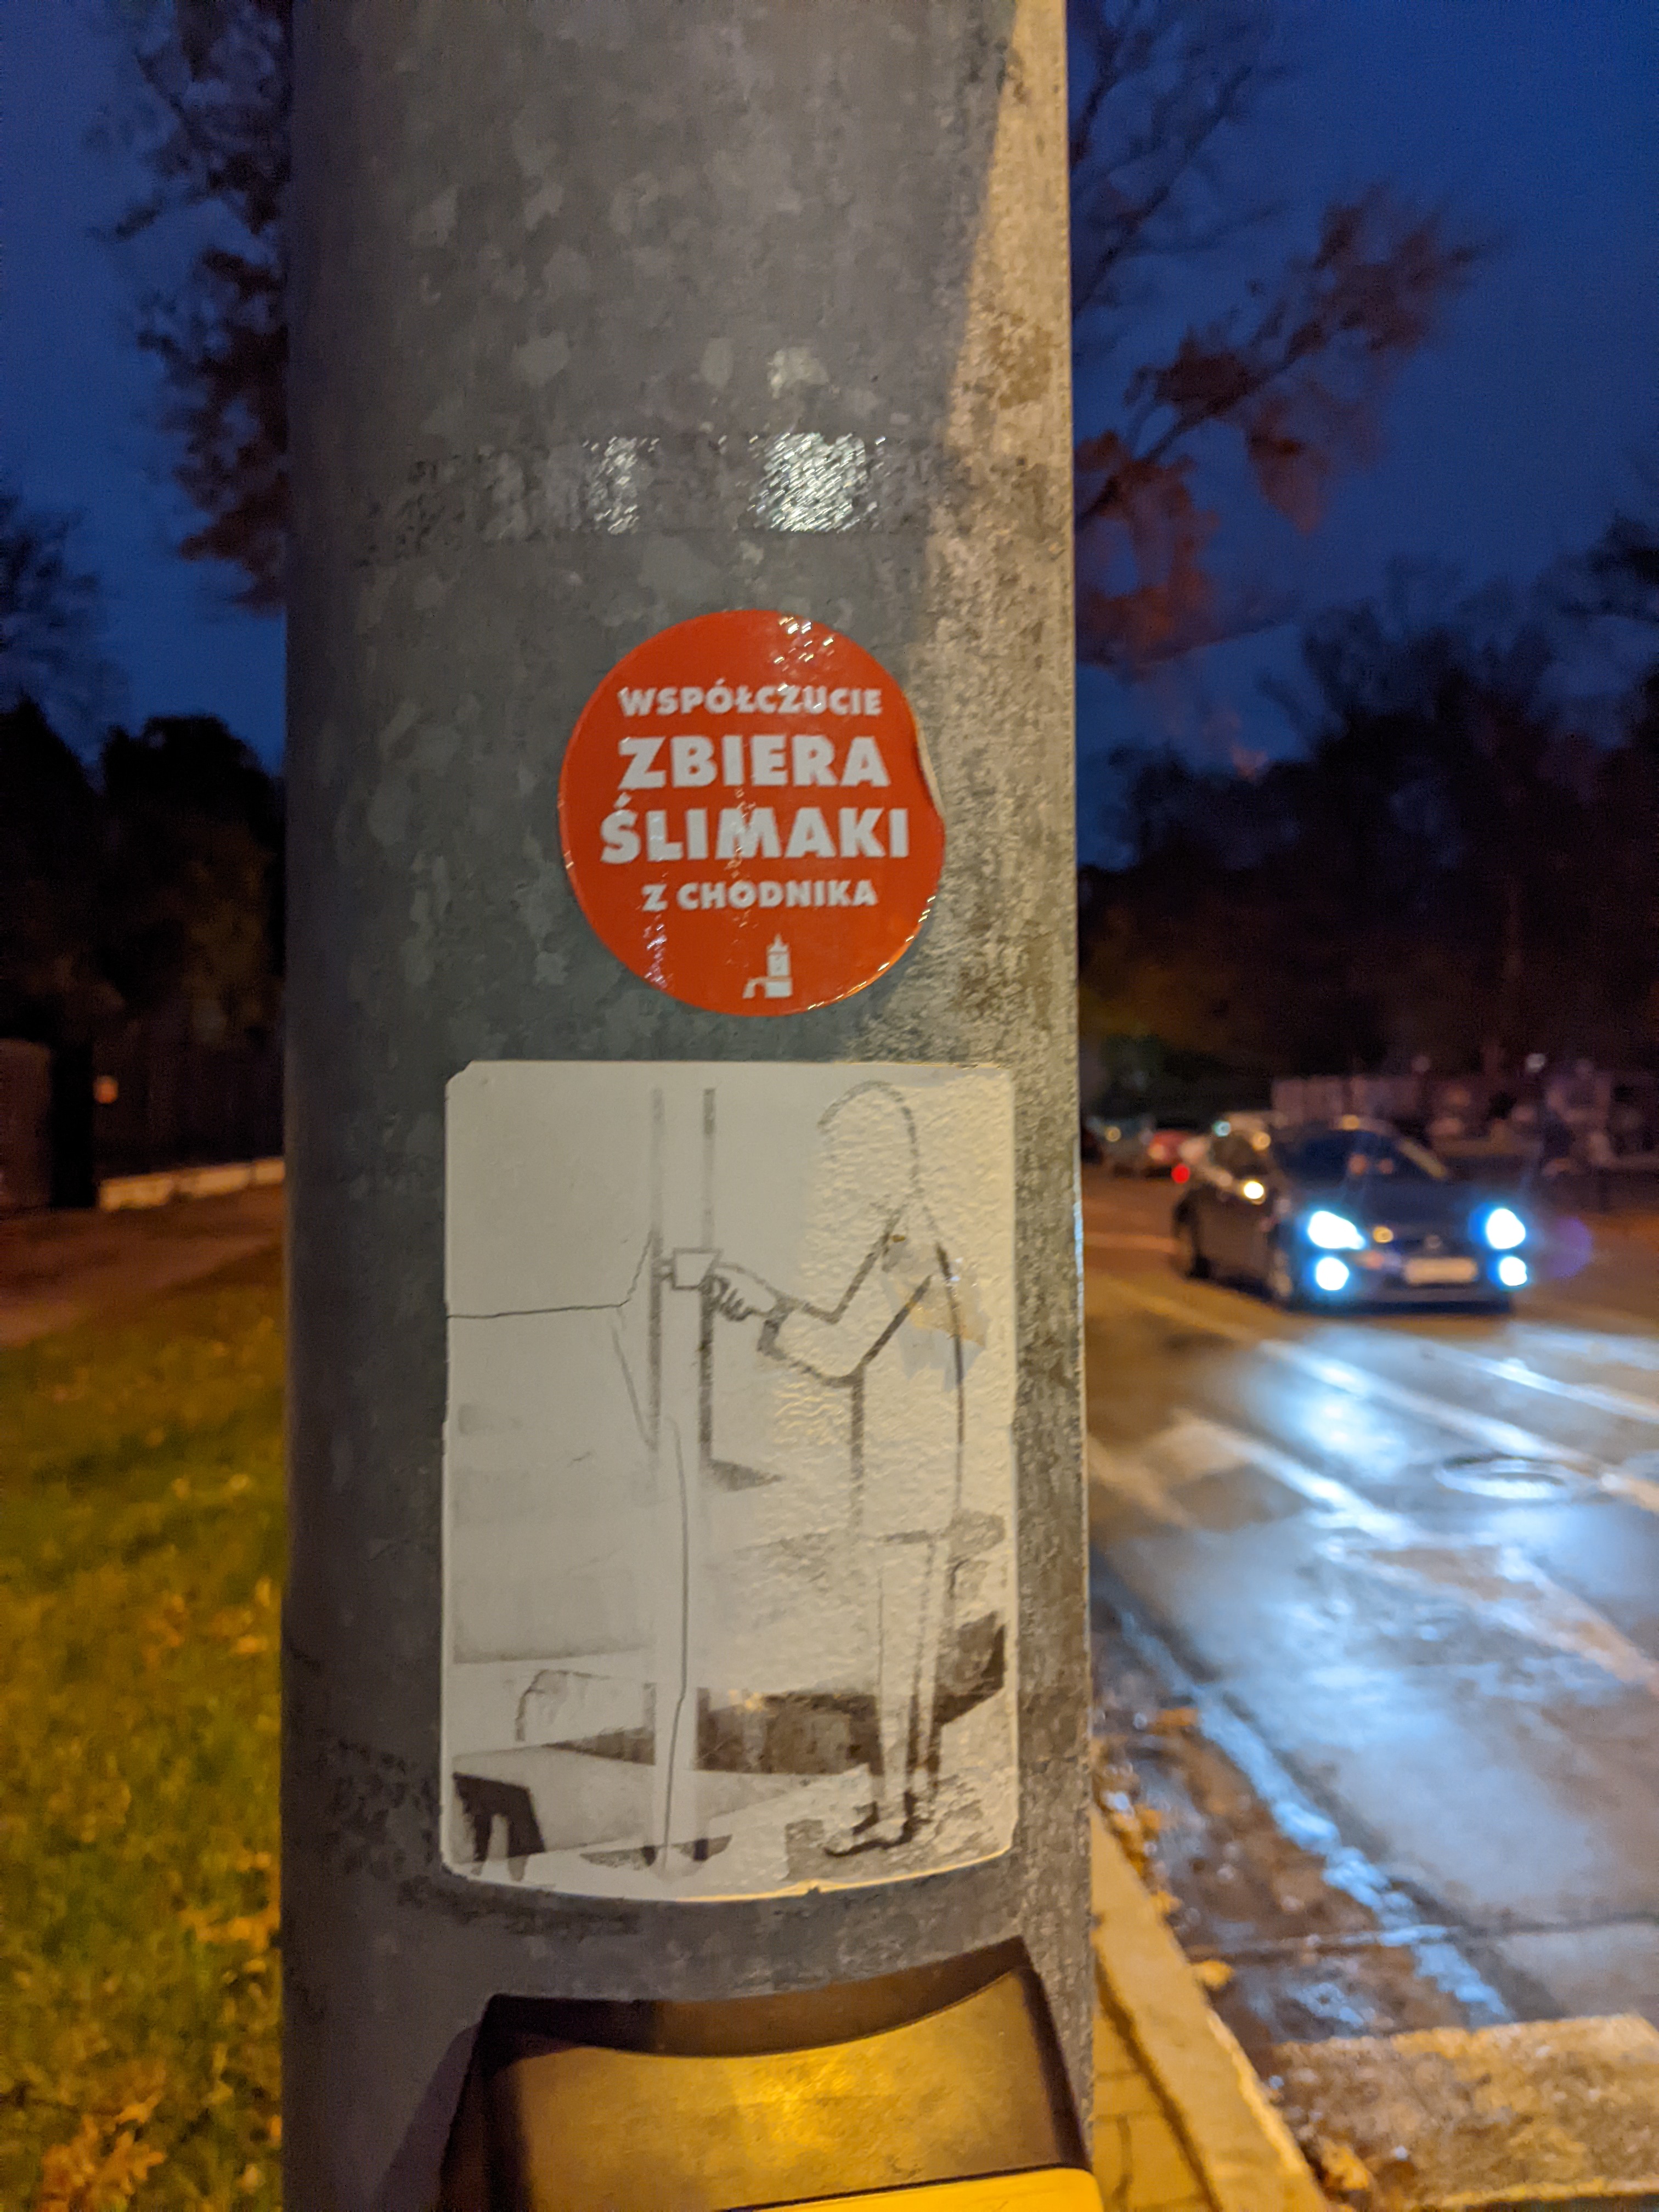 WSPÓŁCZUCIE
ZBIERA
ŚLIMAKI
Z CHODNIKA